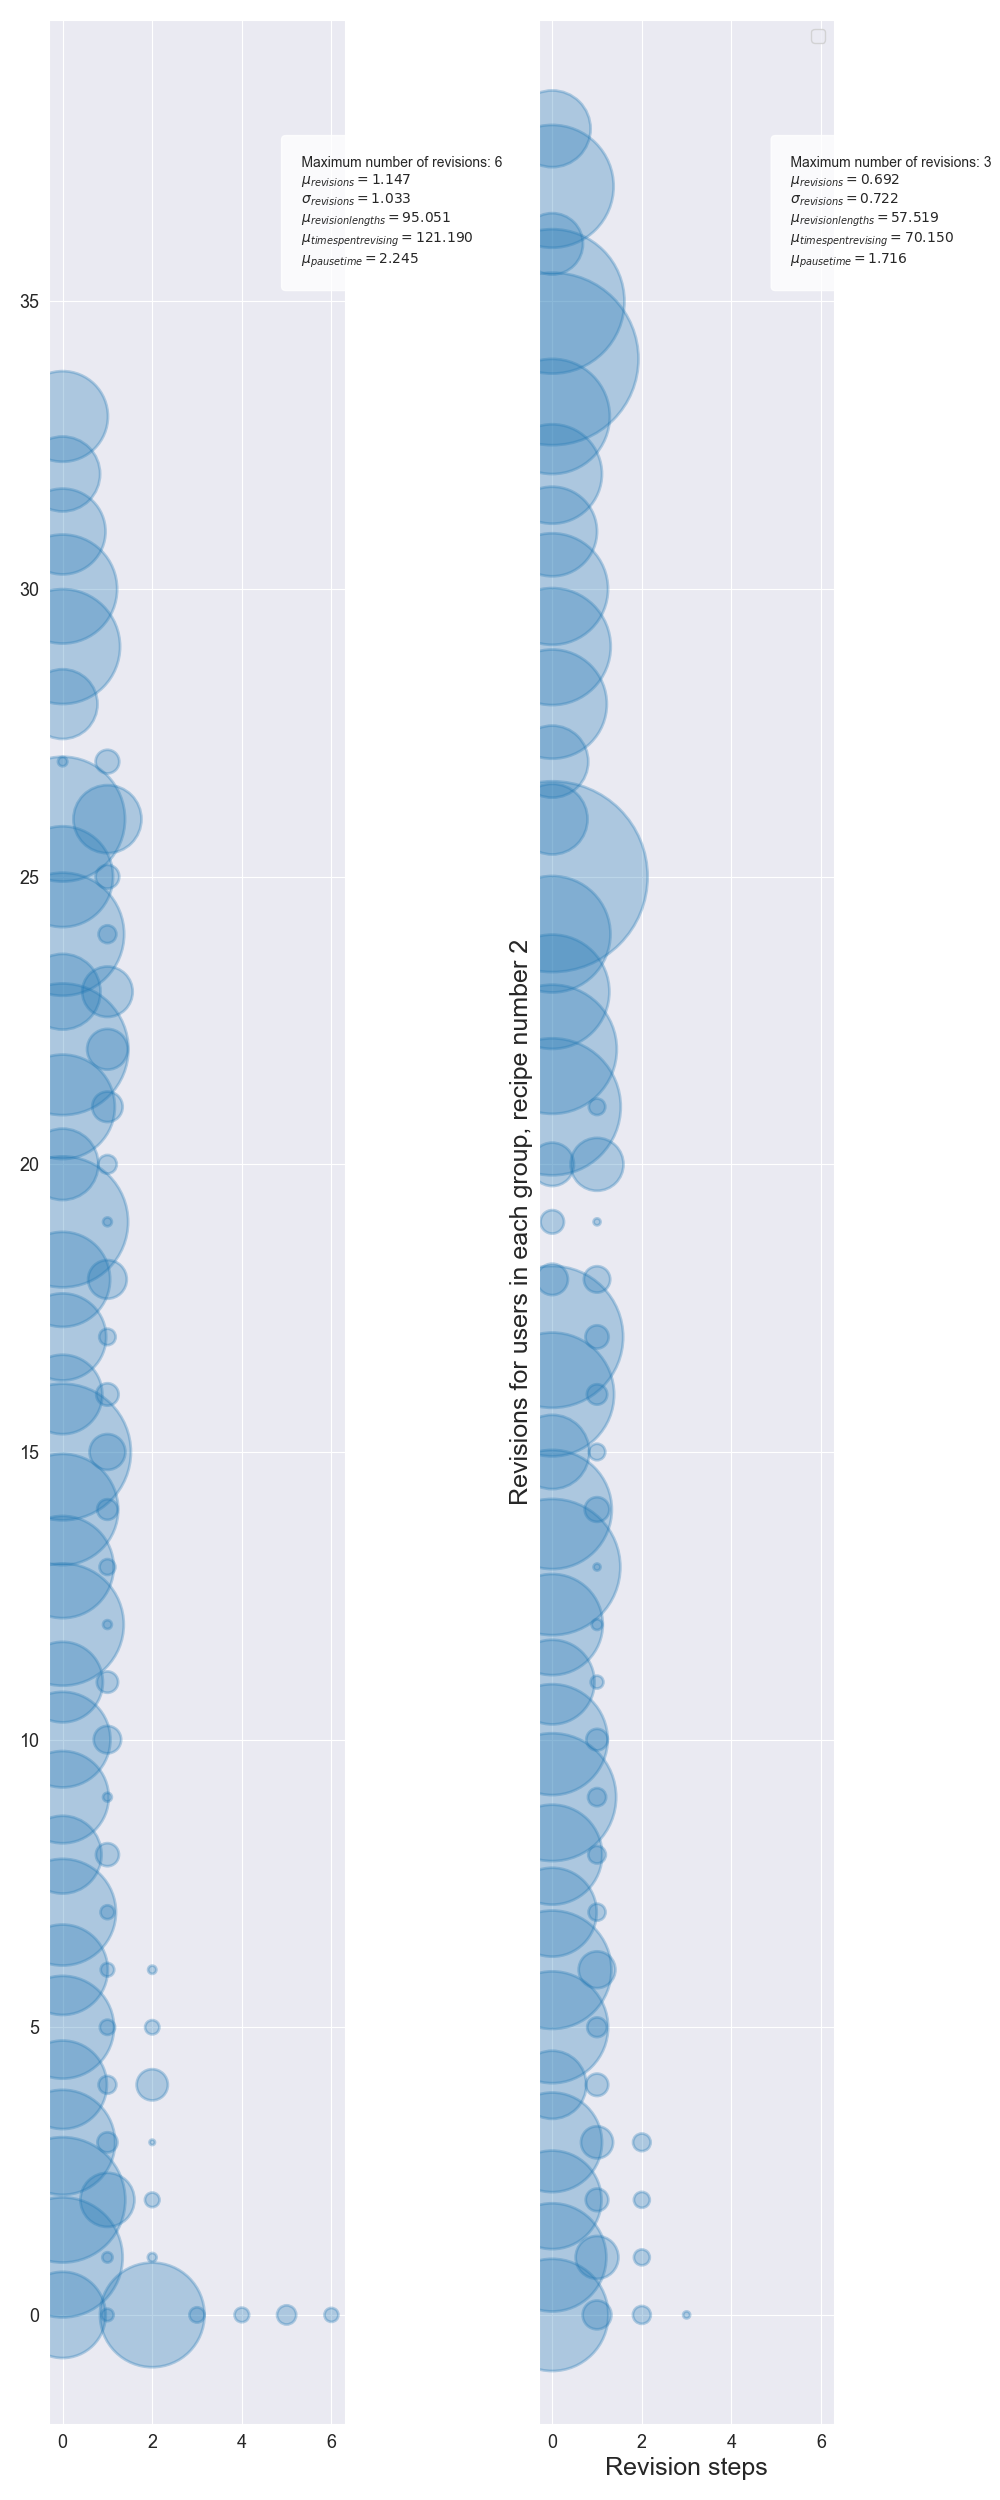 Maximum number of revisions: 6
μrevisions = 1.147
σrevisions = 1.033
μrevisionlengths = 95.051
μtimespentrevising = 121.190
μpausetime = 2.245
Maximum number of revisions: 3
μrevisions = 0.692
σrevisions = 0.722
μrevisionlengths = 57.519
μtimespentrevising = 70.150
μpausetime = 1.716
35
30
25
20
15
10
5
0
Revisions for users in each group, recipe number 2
0 2 4 6
0 2 4 6
Revision steps